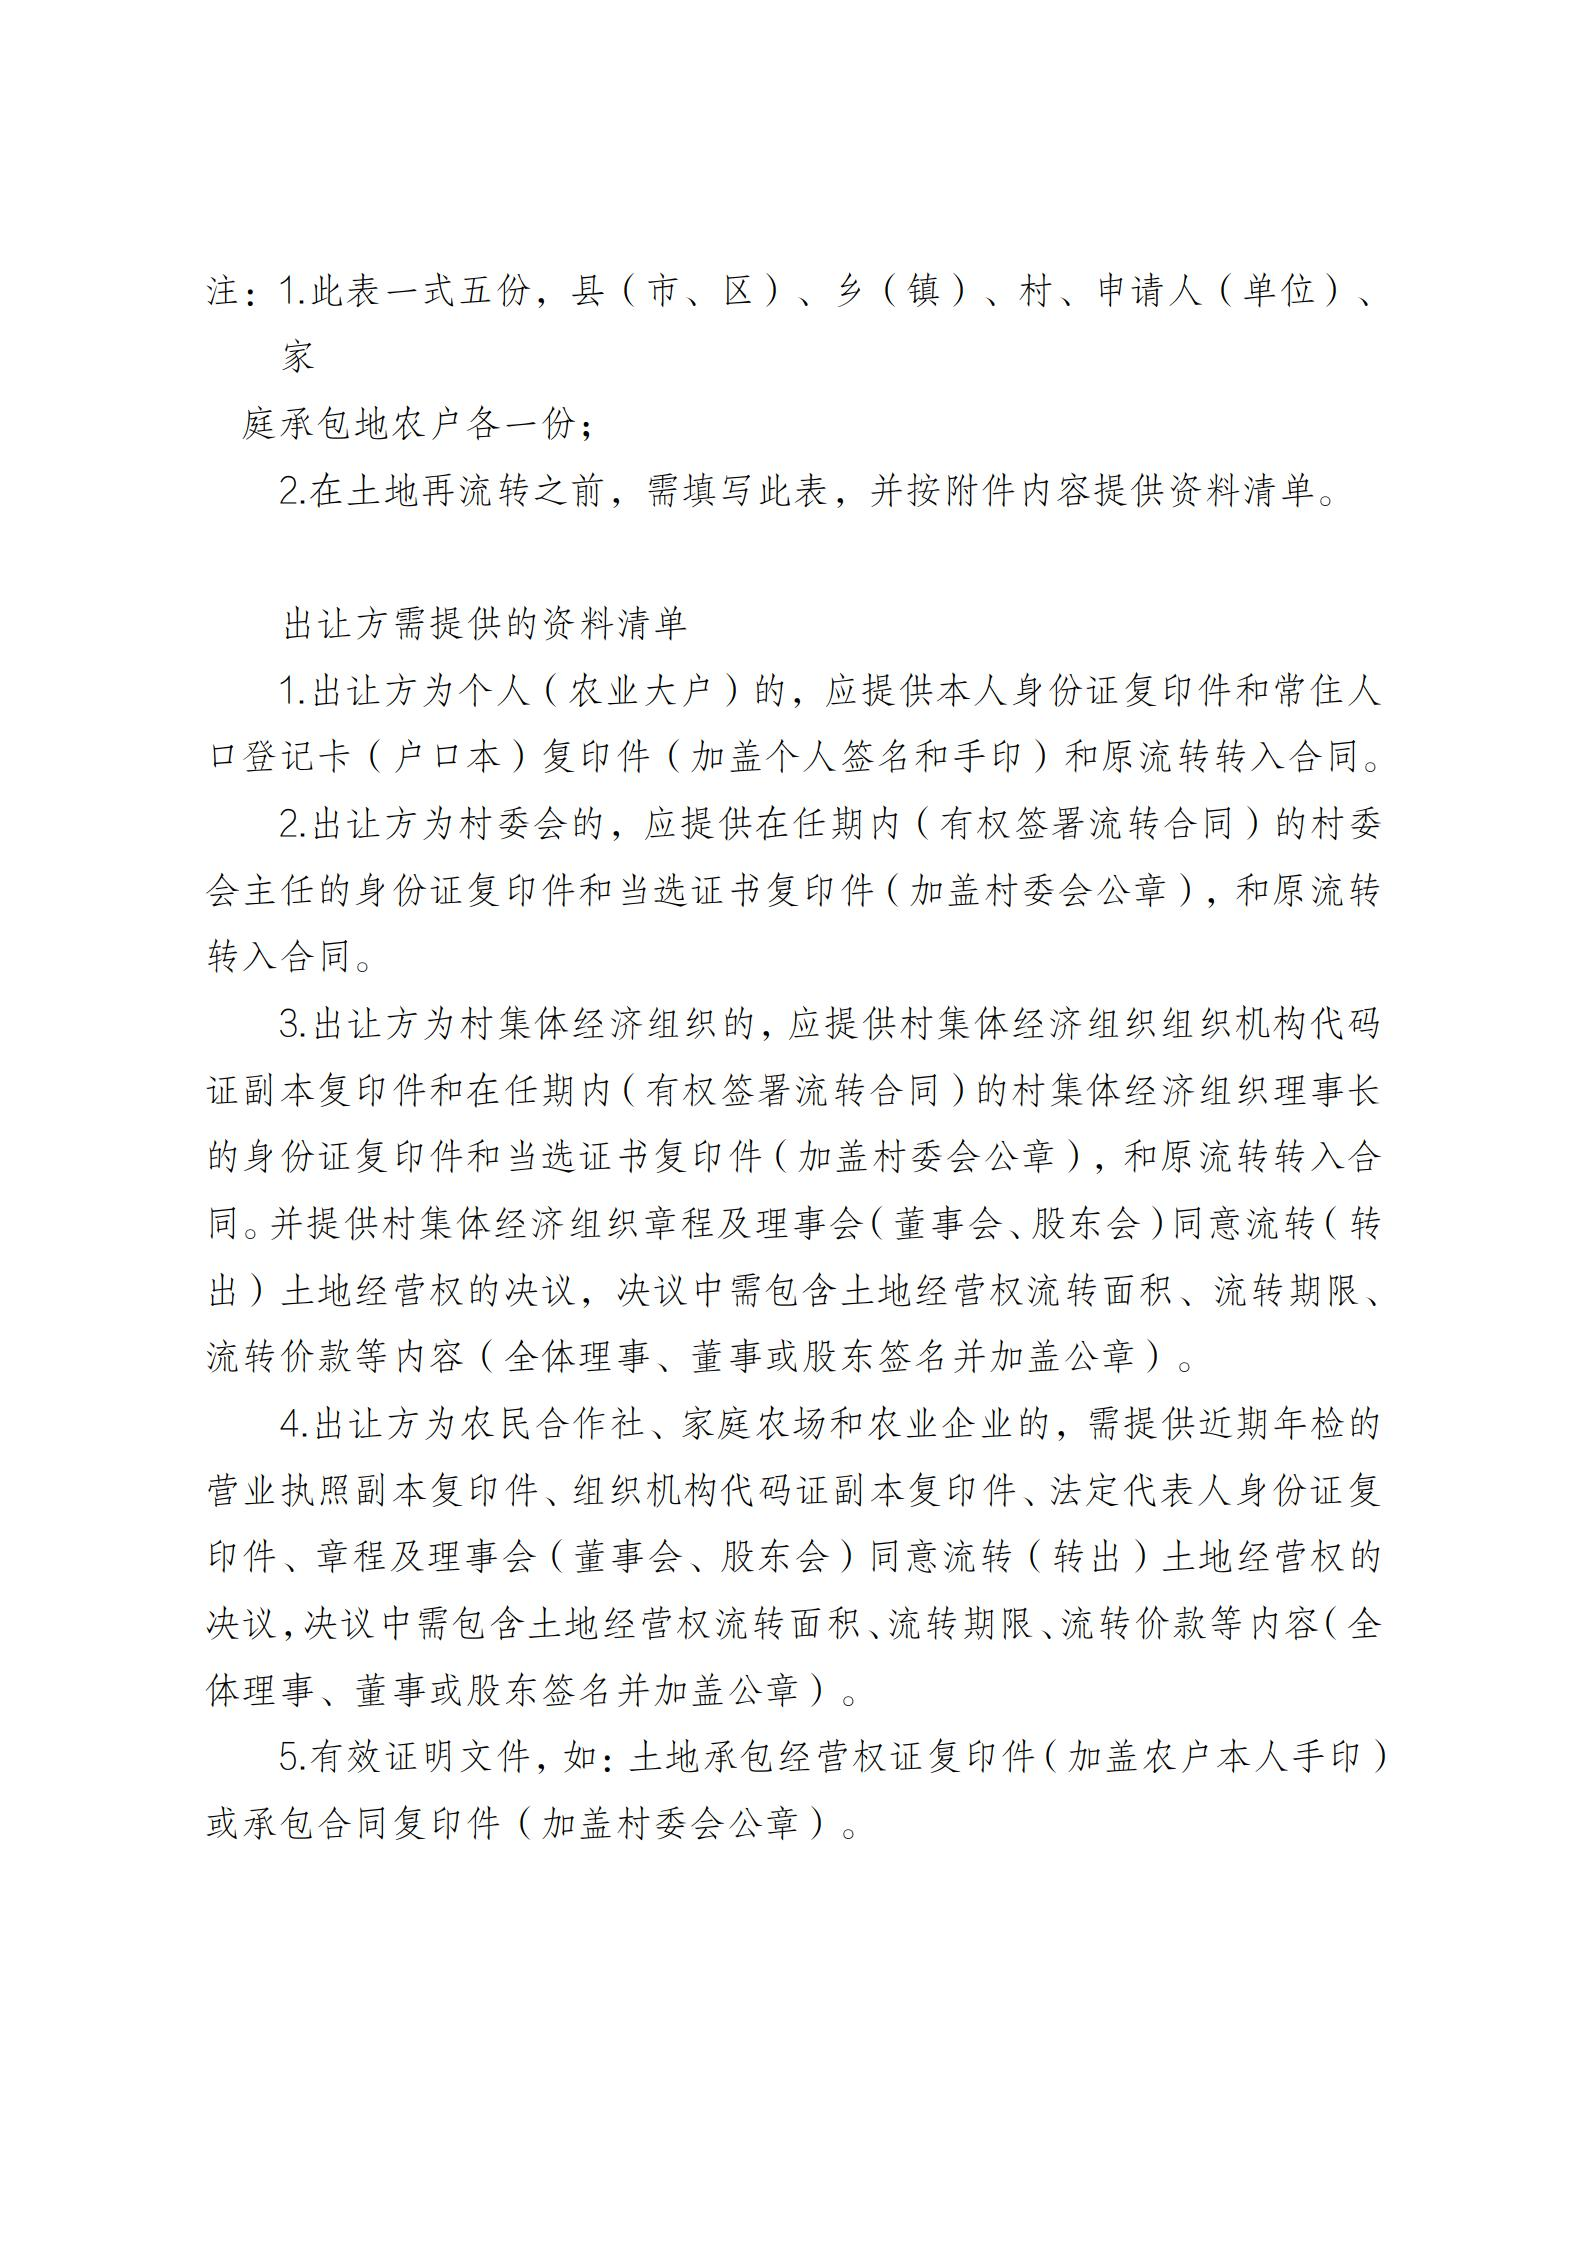 注：1.此表一式五份，县（市、区）、乡（镇）、村、申请人（单位）、
家
庭承包地农户各一份；
2.在土地再流转之前，需填写此表，并按附件内容提供资料清单。
出让方需提供的资料清单
1.出让方为个人（农业大户）的，应提供本人身份证复印件和常住人
口登记卡（户口本）复印件（加盖个人签名和手印）和原流转转入合同。
2.出让方为村委会的，应提供在任期内（有权签署流转合同）的村委
会主任的身份证复印件和当选证书复印件（加盖村委会公章），和原流转
转入合同。
3.出让方为村集体经济组织的，应提供村集体经济组织组织机构代码
证副本复印件和在任期内（有权签署流转合同）的村集体经济组织理事长
的身份证复印件和当选证书复印件（加盖村委会公章），和原流转转入合
同。并提供村集体经济组织章程及理事会（董事会、股东会）同意流转（转
出）土地经营权的决议，决议中需包含土地经营权流转面积、流转期限、
流转价款等内容（全体理事、董事或股东签名并加盖公章）。
4.出让方为农民合作社、家庭农场和农业企业的，需提供近期年检的
营业执照副本复印件、组织机构代码证副本复印件、法定代表人身份证复
印件、章程及理事会（董事会、股东会）同意流转（转出）土地经营权的
决议，决议中需包含土地经营权流转面积、流转期限、流转价款等内容（全
体理事、董事或股东签名并加盖公章）。
5.有效证明文件，如：土地承包经营权证复印件（加盖农户本人手印）
或承包合同复印件（加盖村委会公章）。